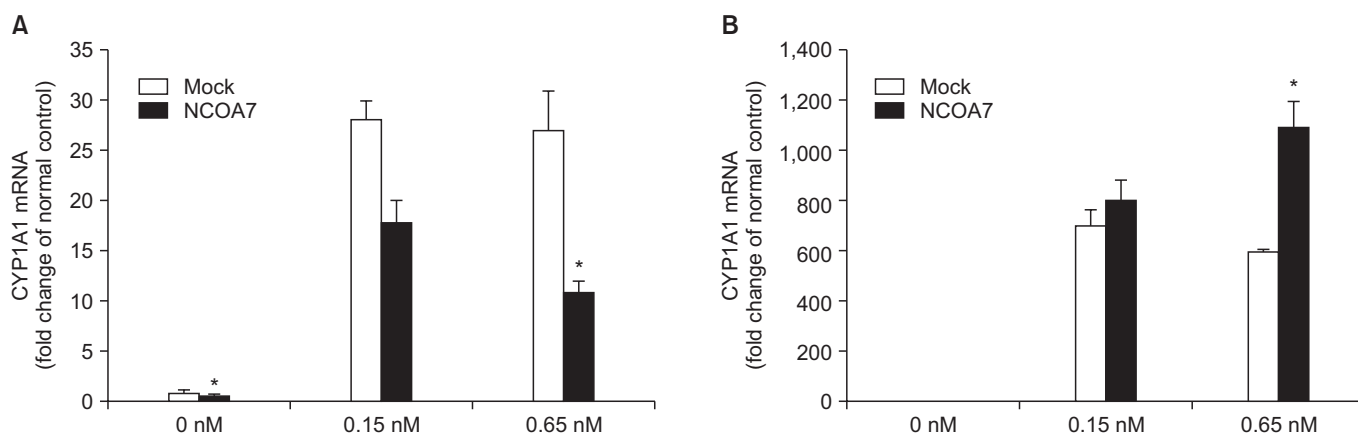 A
CYP1A1 mRNA
(fold change of normal control)
35
30
25
20
15
10
5
0
Mock
NCOA7
*
*
0 nM
0.15 nM
0.65 nM
B
CYP1A1 mRNA
(fold change of normal control)
1,400
1,200
1,000
800
600
400
200
0
Mock
NCOA7
*
0 nM
0.15 nM
0.65 nM